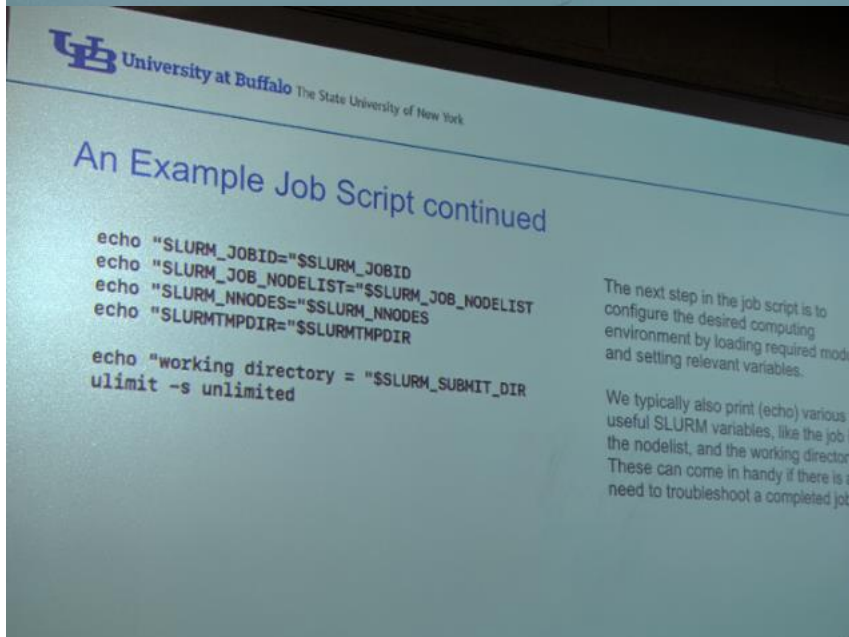 UB University at Buffalo The State University of New York
An Example Job Script continued
echo "SLURM_JOBID="$SLURM_JOBID
echo "SLURM_JOB_NODELIST="$SLURM_JOB_NODELIST
echo "SLURM_NNODES="$SLURM_NNODES
echo "SLURMTMPDIR="$SLURMTMPDIR
echo "working directory = "$SLURM_SUBMIT_DIR
ulimit -s unlimited
The next step in the job script is to
configure the desired computing
environment by loading required
and setting relevant variables.
We typically also print (echo) various
useful SLURM variables, like the job
the nodelist, and the working
These can come in handy if there is
need to troubleshoot a completed